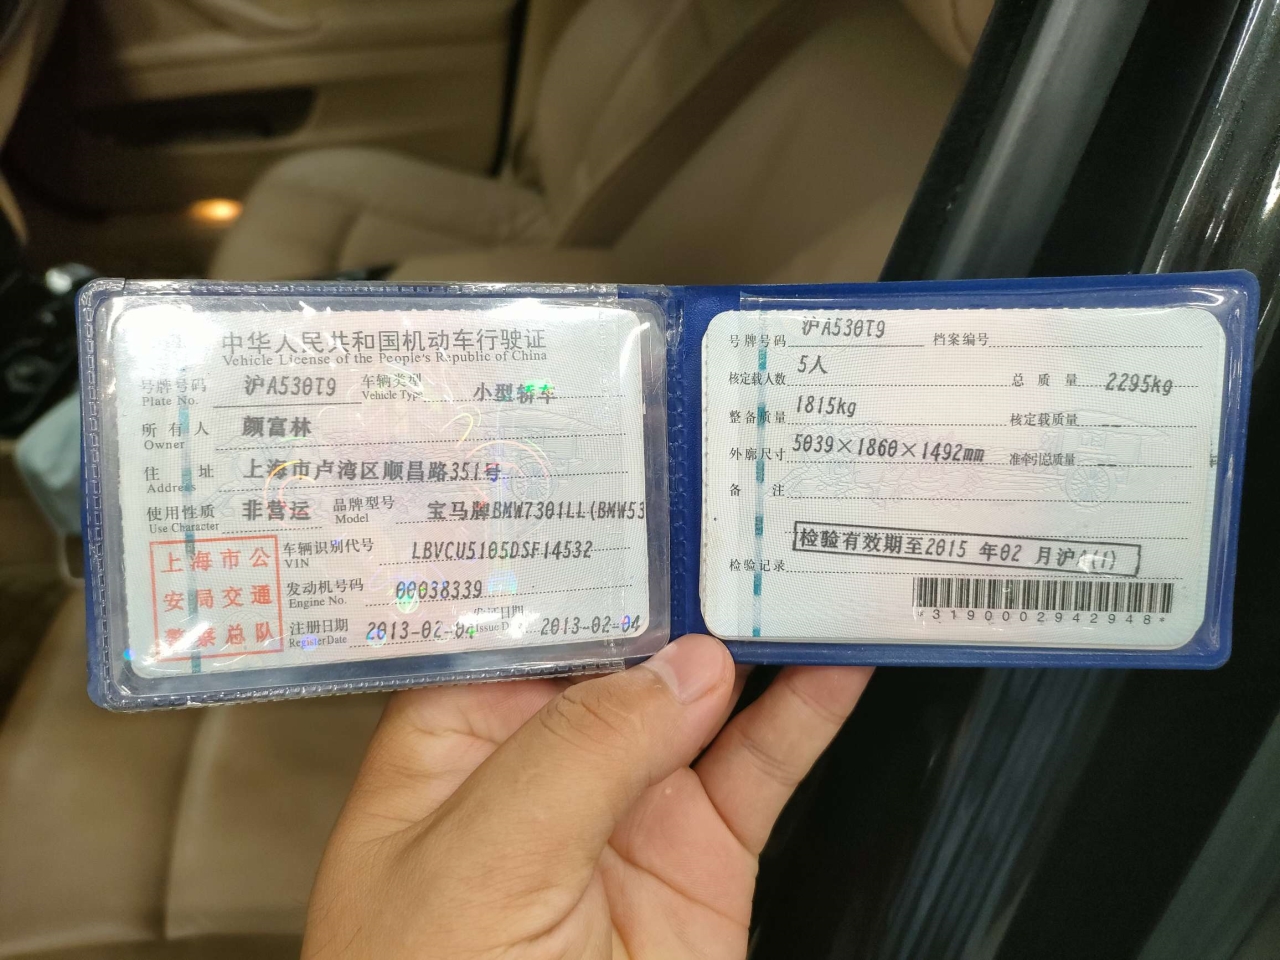 中华人民共和国机动车行驶证
Vehicle License of the People's Republic of China
号牌号码 沪A530T9 车辆类型 小型轿车
Plate No. Vehicle Type
所有人 颜富林
Owner
住址 上海市卢湾区顺昌路351号
Address
使用性质 非营运 品牌型号 宝马牌BMW7301LL(BMW53
Use Character Model
上海市公
安局交通
警察总队
车辆识别代号 LBVCU5105DSF14532
VIN
发动机号码 00038339
Engine No.
注册日期 2013-02-04 发证日期 2013-02-04
Register Date Issue Date
号牌号码 沪A530T9 档案编号
核定载人数 5人 总质量 2295kg
整备质量 1815kg 核定载质量 --
外廓尺寸 5039×1860×1492mm 准牵引总质量 --
备注
检验记录 检验有效期至2015 年02 月沪A(1)
*3190002942948*